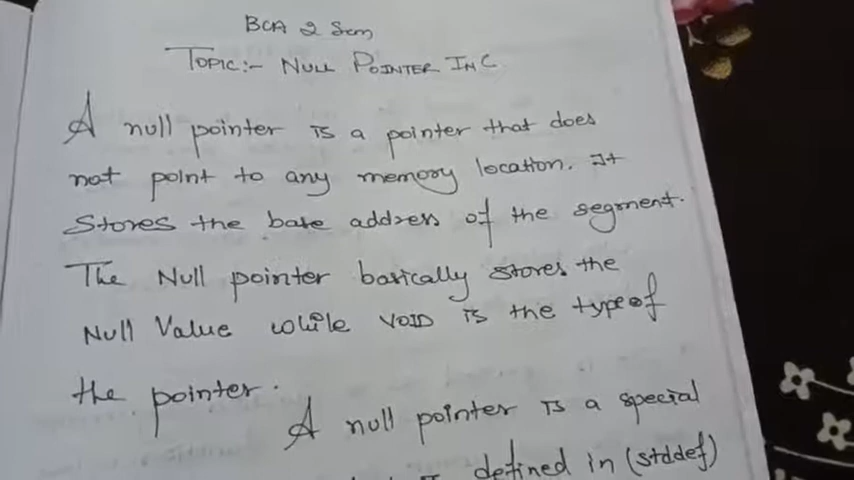 BCA 2 Sem
TOPIC:- NULL POINTER IN C
A null pointer is a pointer that does
not point to any memory location. It
Stores the base address of the segment.
The Null pointer basically stores the
Null Value while VOID is the type of
the pointer.
A null pointer is a special
defined in (stddef)